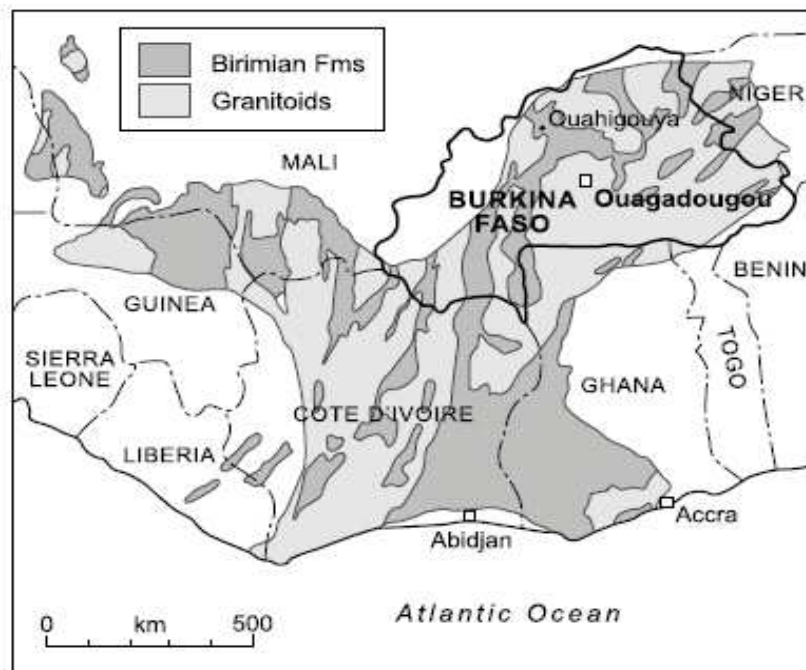 Birimian Fms
Granitoids
NIGER
Ouahigouya
MALI
BURKINA
FASO
Ouagadougou
BENIN
GUINEA
SIERRA
LEONE
TOGO
GHANA
COTE D'IVOIRE
LIBERIA
Accra
Abidjan
Atlantic Ocean
0 km 500